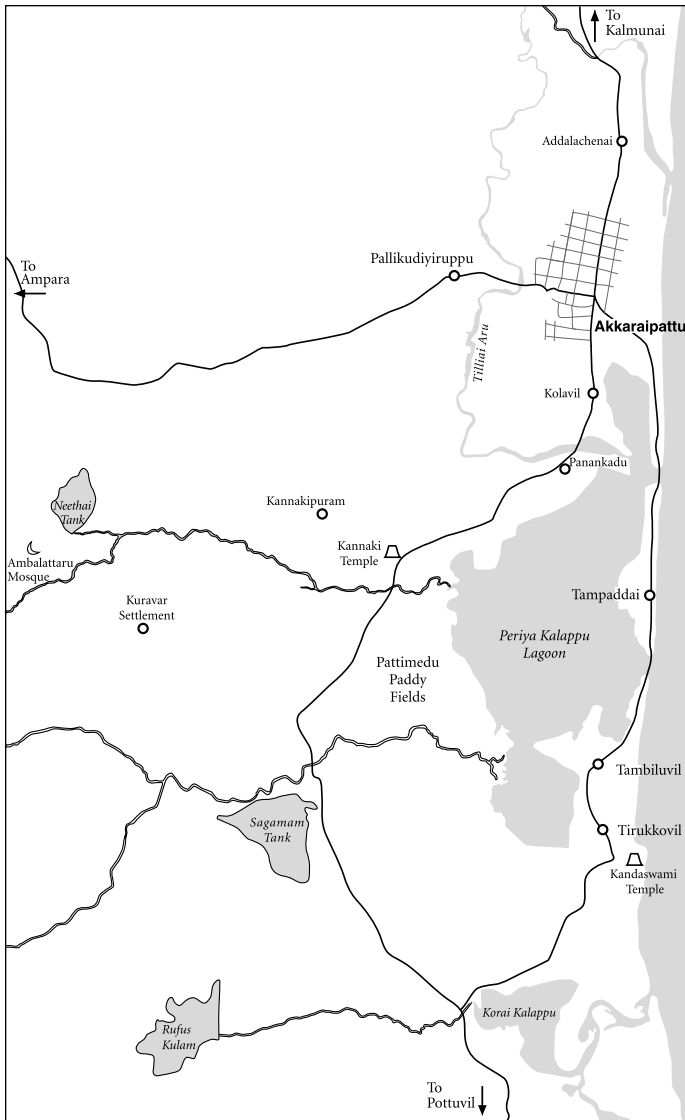 To
Kalmunai
Addalachenai
Pallikudiyiruppu
To
Ampara
Akkaraipattu
Tilliai Aru
Kolavil
Panankadu
Neethai
Tank
Kannakipuram
Kannaki
Temple
Ambalattaru
Mosque
Kuravar
Settlement
Tampaddai
Periya Kalappu
Lagoon
Pattimedu
Paddy
Fields
Tambiluvil
Sagamam
Tank
Tirukkovil
Kandaswami
Temple
Korai Kalappu
Rufus
Kulam
To
Pottuvil